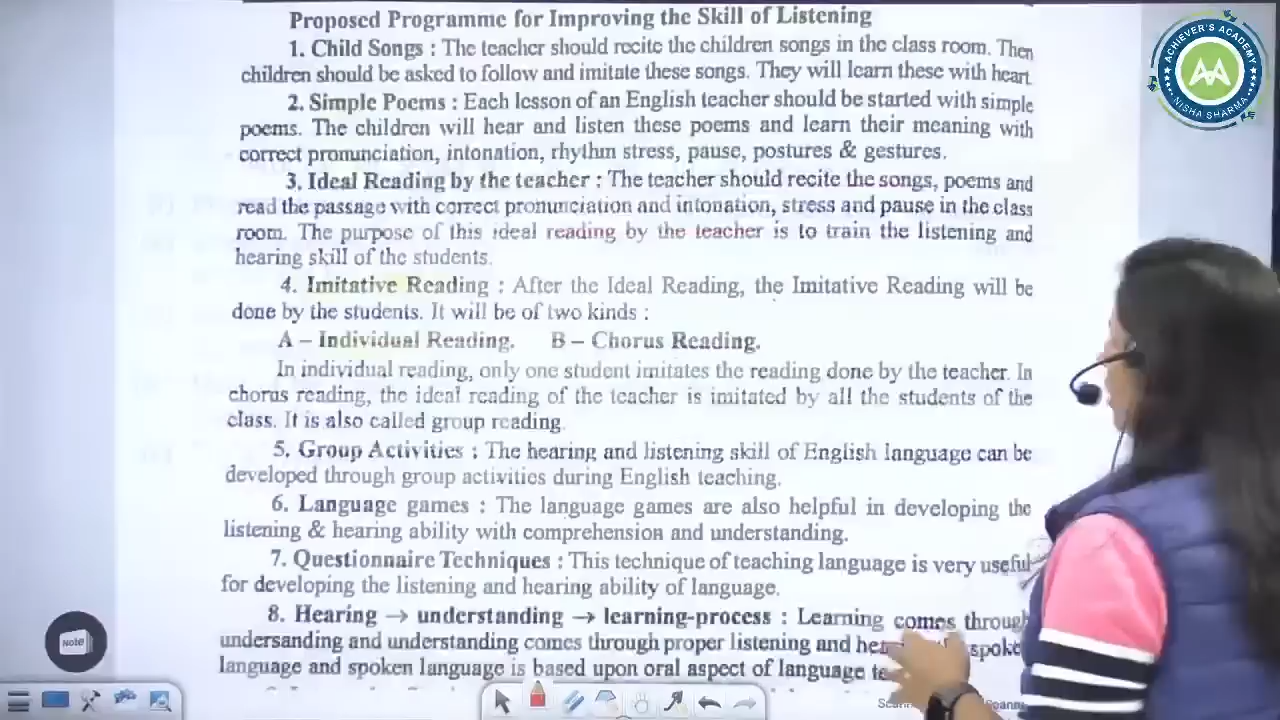 Proposed Programme for Improving the Skill of Listening
1. Child Songs : The teacher should recite the children songs in the class room. Then
children should be asked to follow and imitate these songs. They will learn these with heart.
2. Simple Poems : Each lesson of an English teacher should be started with simple
poems. The children will hear and listen these poems and learn their meaning with
correct pronunciation, intonation, rhythm stress, pause, postures & gestures.
3. Ideal Reading by the teacher : The teacher should recite the songs, poems and
read the passage with correct pronunciation and intonation, stress and pause in the class
room. The purpose of this ideal reading by the teacher is to train the listening and
hearing skill of the students.
4. Imitative Reading : After the Ideal Reading, the Imitative Reading will be
done by the students. It will be of two kinds :
A – Individual Reading. B – Chorus Reading.
In individual reading, only one student imitates the reading done by the teacher. In
chorus reading, the ideal reading of the teacher is imitated by all the students of the
class. It is also called group reading.
5. Group Activities : The hearing and listening skill of English language can be
developed through group activities during English teaching.
6. Language games : The language games are also helpful in developing the
listening & hearing ability with comprehension and understanding.
7. Questionnaire Techniques : This technique of teaching language is very useful
for developing the listening and hearing ability of language.
8. Hearing → understanding → learning-process : Learning comes through
undersanding and understanding comes through proper listening and
language and spoken language is based upon oral aspect of language
ACHIEVER'S ACADEMY
AA
NISHA SHARMA
Note